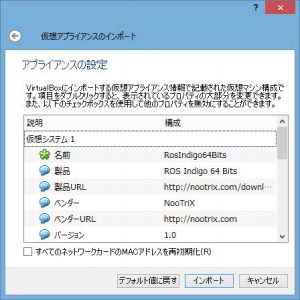 仮想アプライアンスのインポート
アプライアンスの設定
VirtualBoxにインポートする仮想アプライアンス情報で記載された仮想マシン構成で
す。項目をダブルクリックすると、表示されているプロパティの大部分を変更できます。
また、以下のチェックボックスを使用して他のプロパティを無効にすることができます。
説明 構成
仮想システム 1
名前 RosIndigo64Bits
製品 ROS Indigo 64 Bits
製品URL http://nootrix.com/downl...
ベンダー NooTriX
ベンダーURL http://nootrix.com
バージョン 1.0
すべてのネットワークカードのMACアドレスを再初期化(R)
デフォルト値に戻す インポート キャンセル